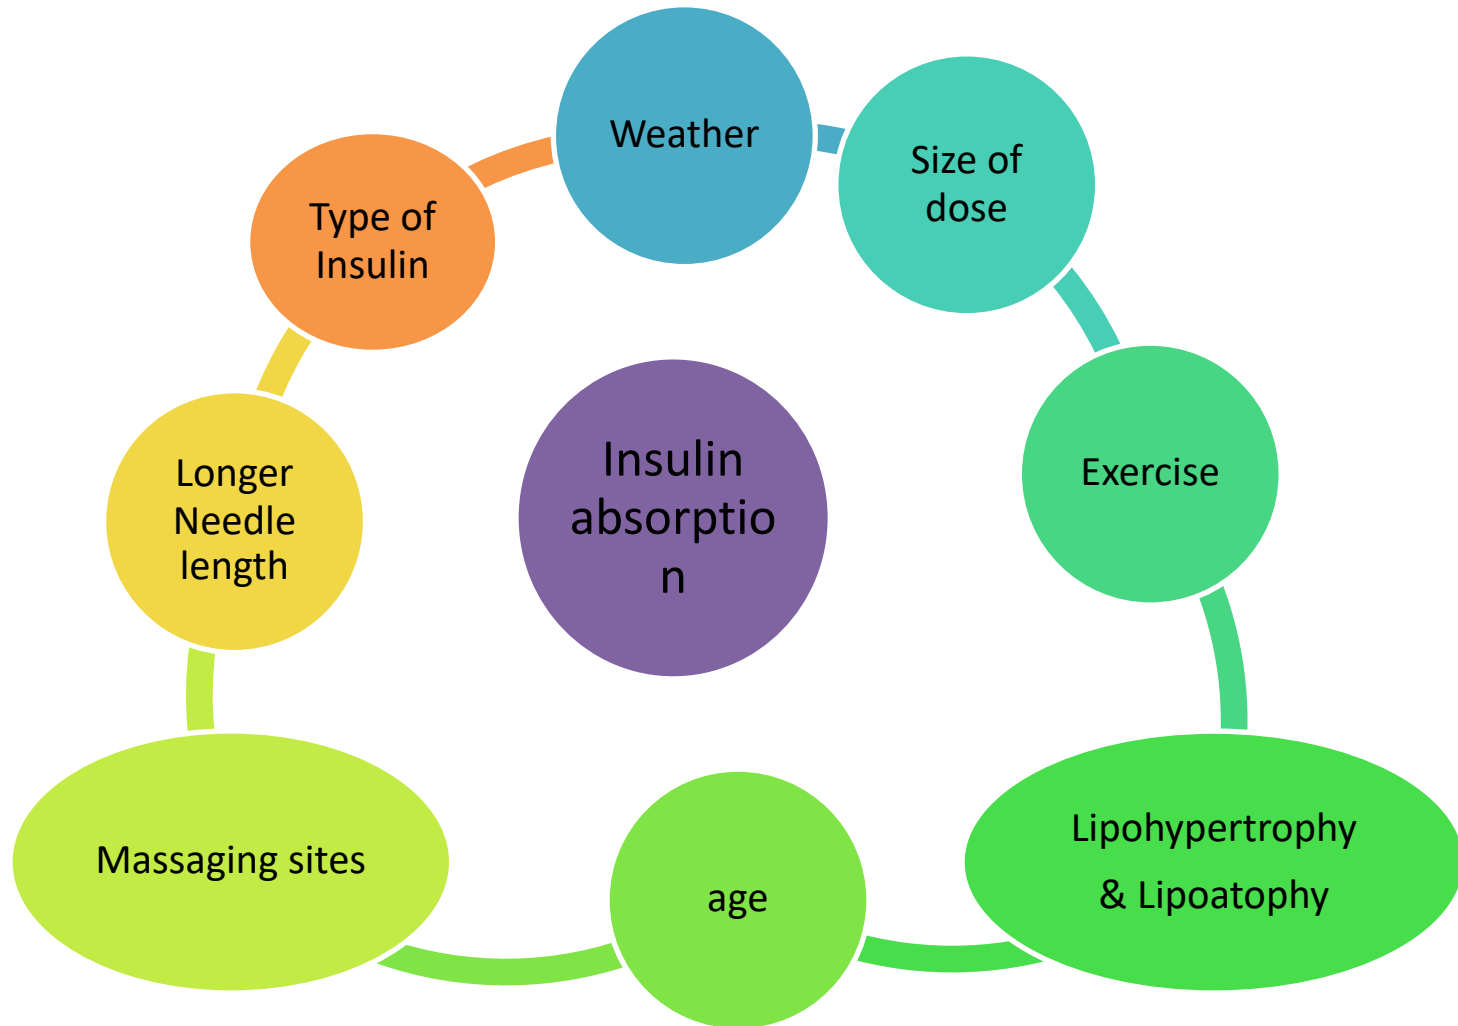 Weather
Size of
dose
Type of
Insulin
Exercise
Insulin
absorptio
n
Longer
Needle
length
Lipohypertrophy
& Lipoatophy
Massaging sites
age